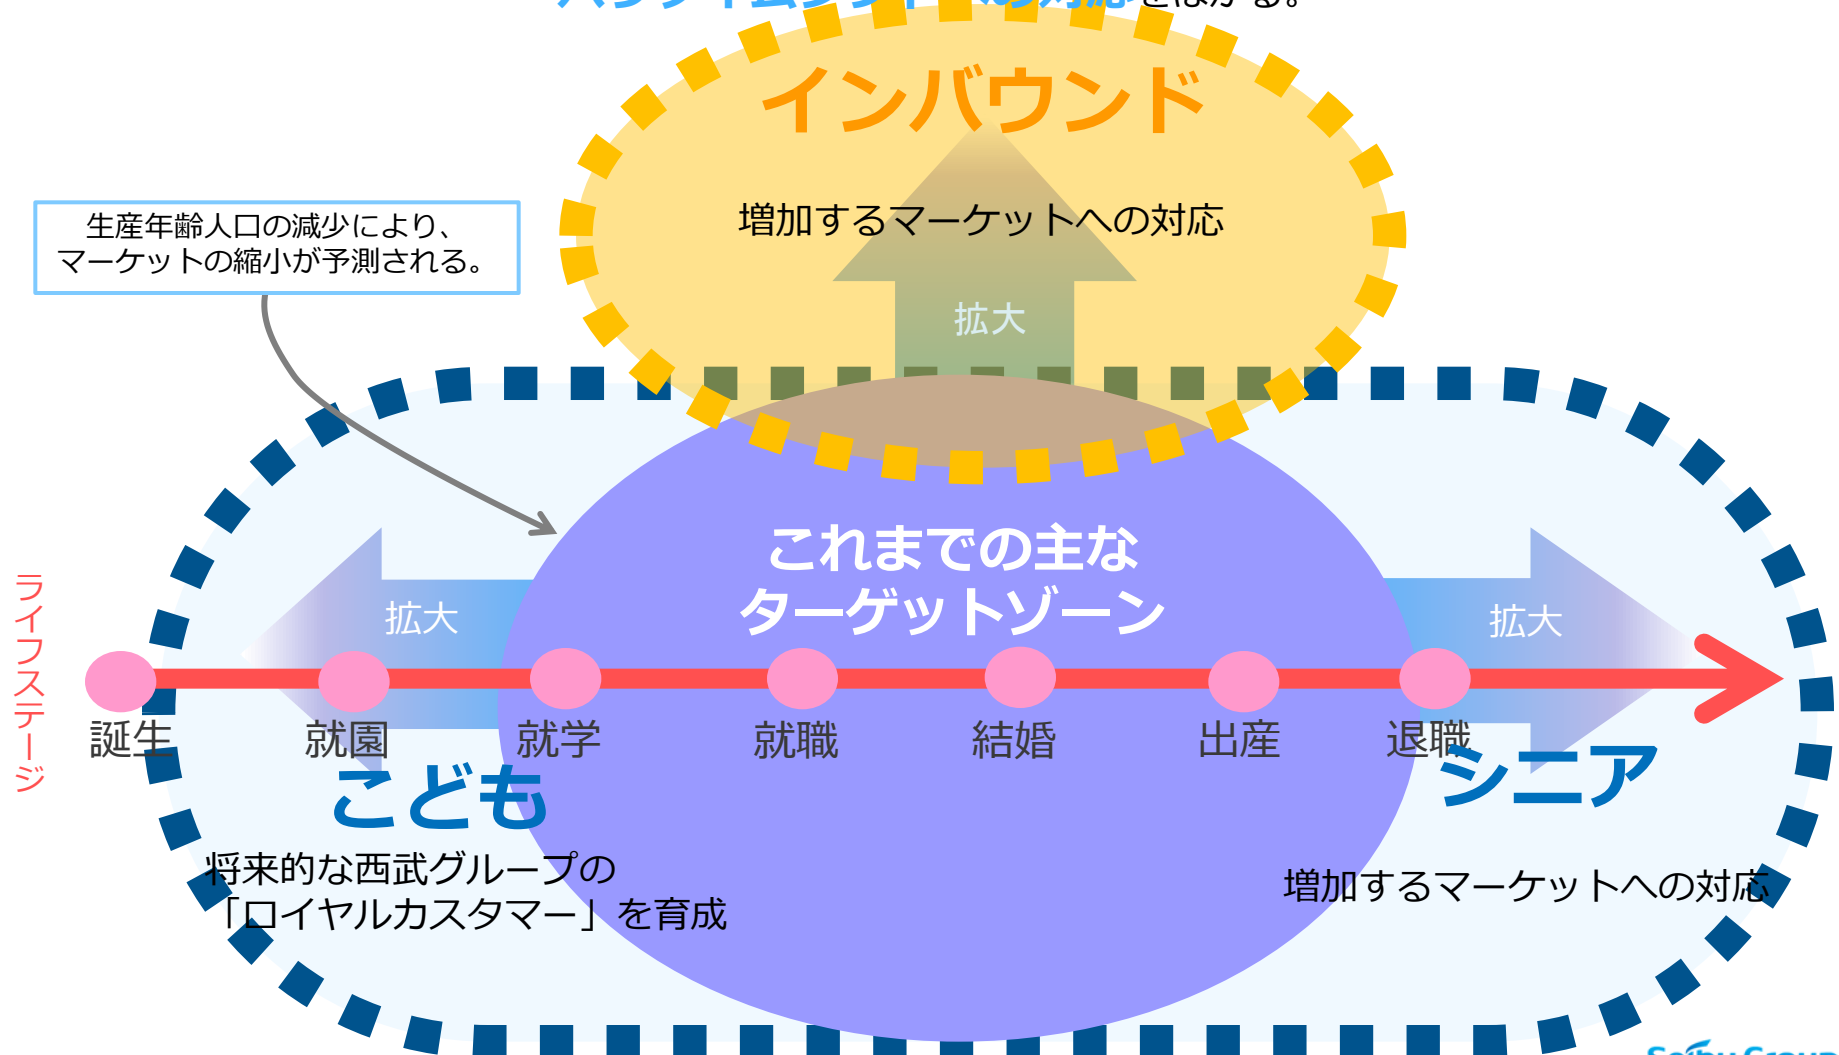 をはかる。
インバウンド
増加するマーケットへの対応
生産年齢人口の減少により、
マーケットの縮小が予測される。
拡大
これまでの主な
ターゲットゾーン
拡大
拡大
ライフステージ
誕生
就園
就学
就職
結婚
出産
退職
こども
シニア
将来的な西武グループの
「ロイヤルカスタマー」を育成
増加するマーケットへの対応